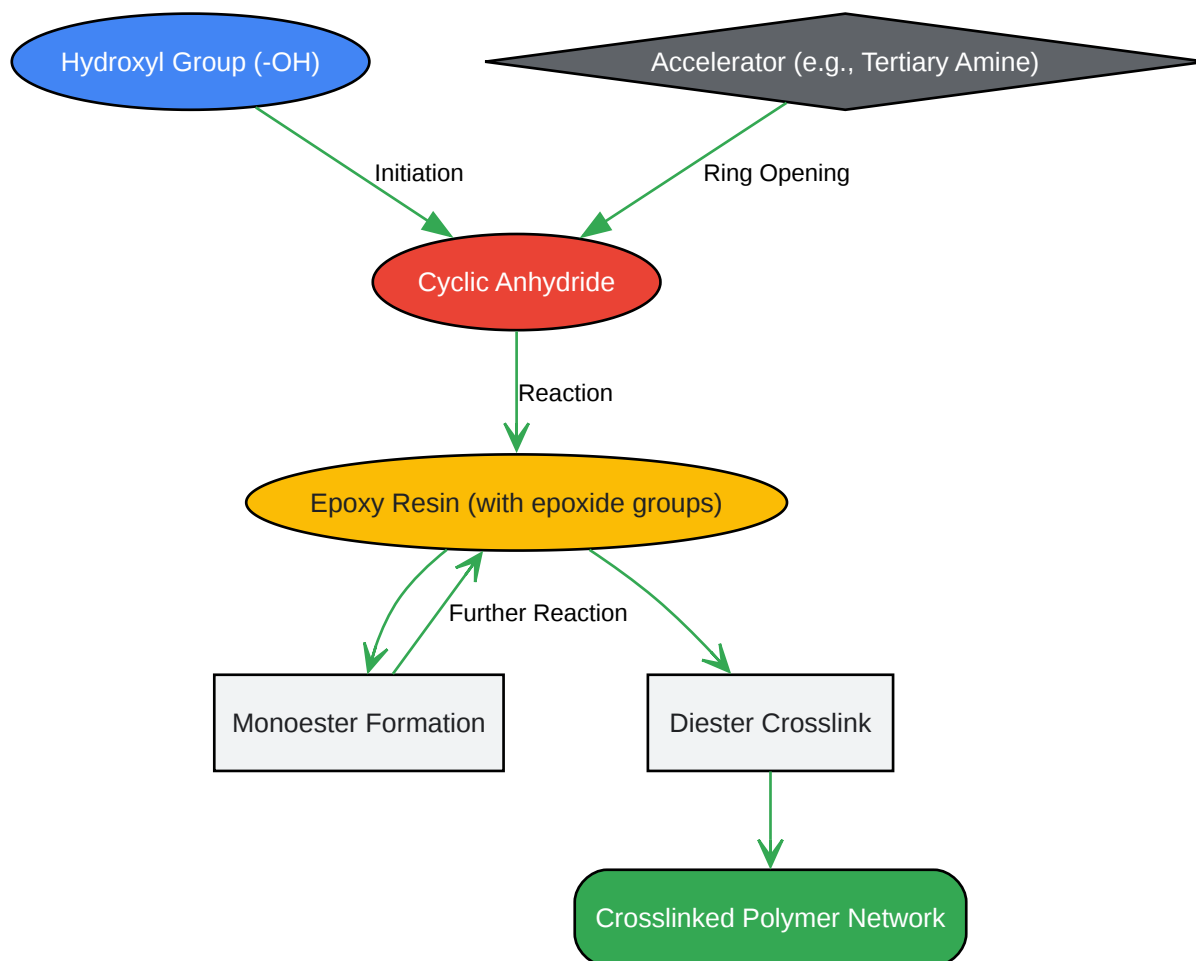 Hydroxyl Group (-OH)
Accelerator (e.g., Tertiary Amine)
Initiation
Ring Opening
Cyclic Anhydride
Reaction
Epoxy Resin (with epoxide groups)
Further Reaction
Monoester Formation
Diester Crosslink
Crosslinked Polymer Network